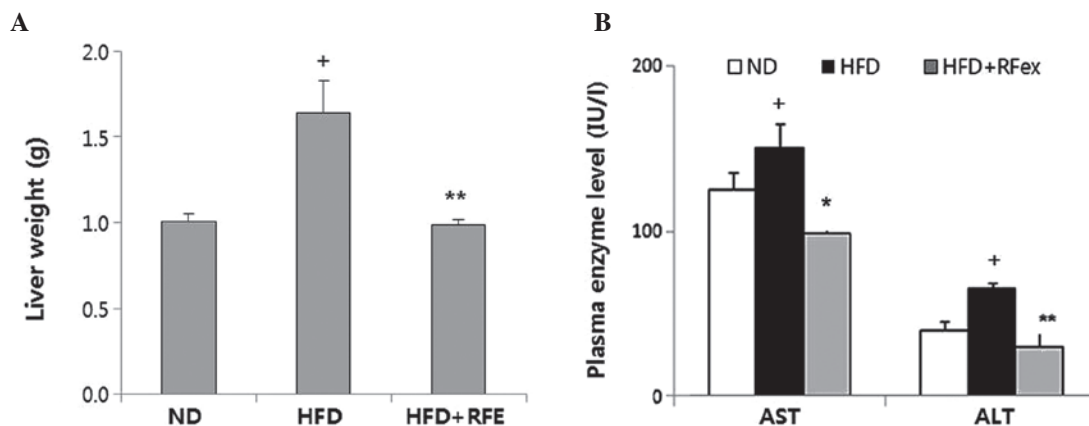 A
Liver weight (g)
2.0
1.5
1.0
0.5
0.0
+
**
ND HFD HFD+RFE
B
Plasma enzyme level (IU/l)
200
100
0
ND HFD HFD+RFex
+
*
+
**
AST ALT